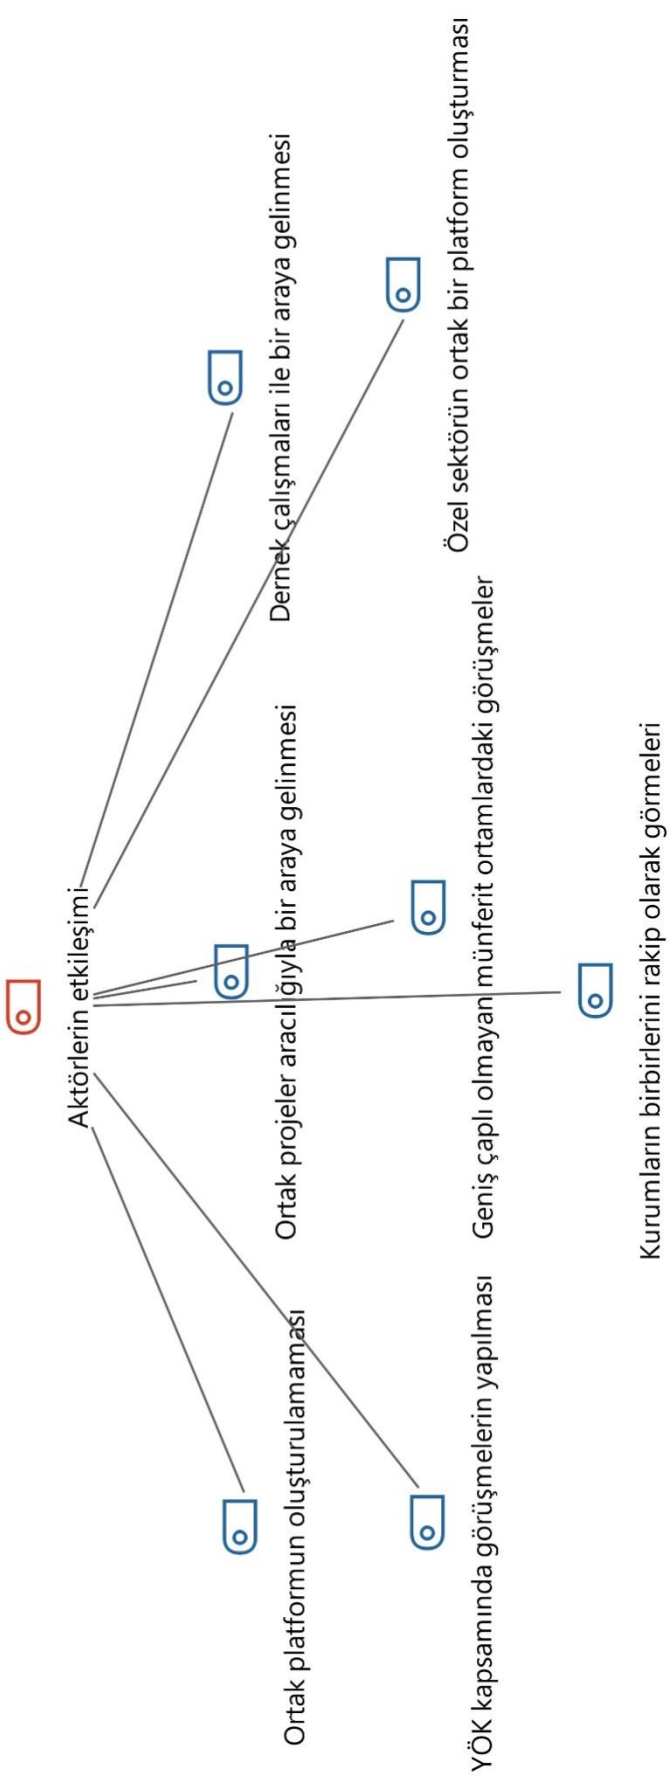 Aktörlerin etkileşimi
Ortak platformun oluşturulamaması
Ortak projeler aracılığıyla bir araya gelinmesi
Dernek çalışmaları ile bir araya gelinmesi
YÖK kapsamında görüşmelerin yapılması
Geniş çaplı olmayan münferit ortamlardaki görüşmeler
Özel sektörün ortak bir platform oluşturması
Kurumların birbirlerini rakip olarak görmeleri